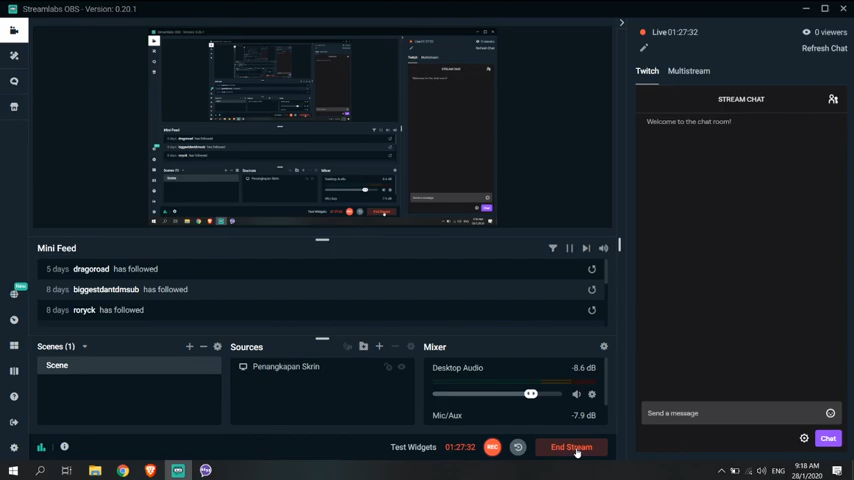 Streamlabs OBS - Version: 0.20.1
Live 01:27:32
0 viewers
Refresh Chat
Twitch
Multistream
STREAM CHAT
Welcome to the chat room!
Mini Feed
5 days dragoroad has followed
8 days biggestdantdmsub has followed
8 days roryck has followed
New
Scenes (1)
Scene
Sources
Penangkapan Skrin
Mixer
Desktop Audio -8.6 dB
Mic/Aux -7.9 dB
Send a message
Chat
Test Widgets 01:27:32 REC End Stream
ENG
9:18 AM
28/1/2020